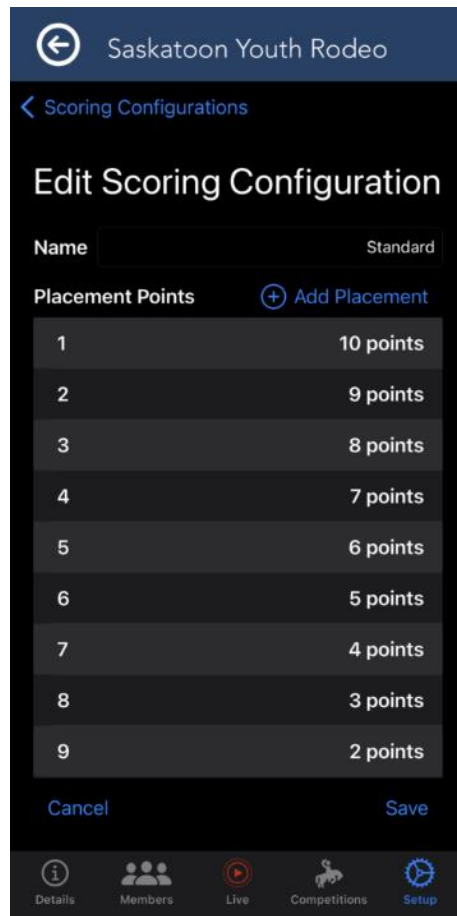 Saskatoon Youth Rodeo
Scoring Configurations
Edit Scoring Configuration
Name Standard
Placement Points Add Placement
1 10 points
2 9 points
3 8 points
4 7 points
5 6 points
6 5 points
7 4 points
8 3 points
9 2 points
Cancel Save
Details Members Live Competitions Setup